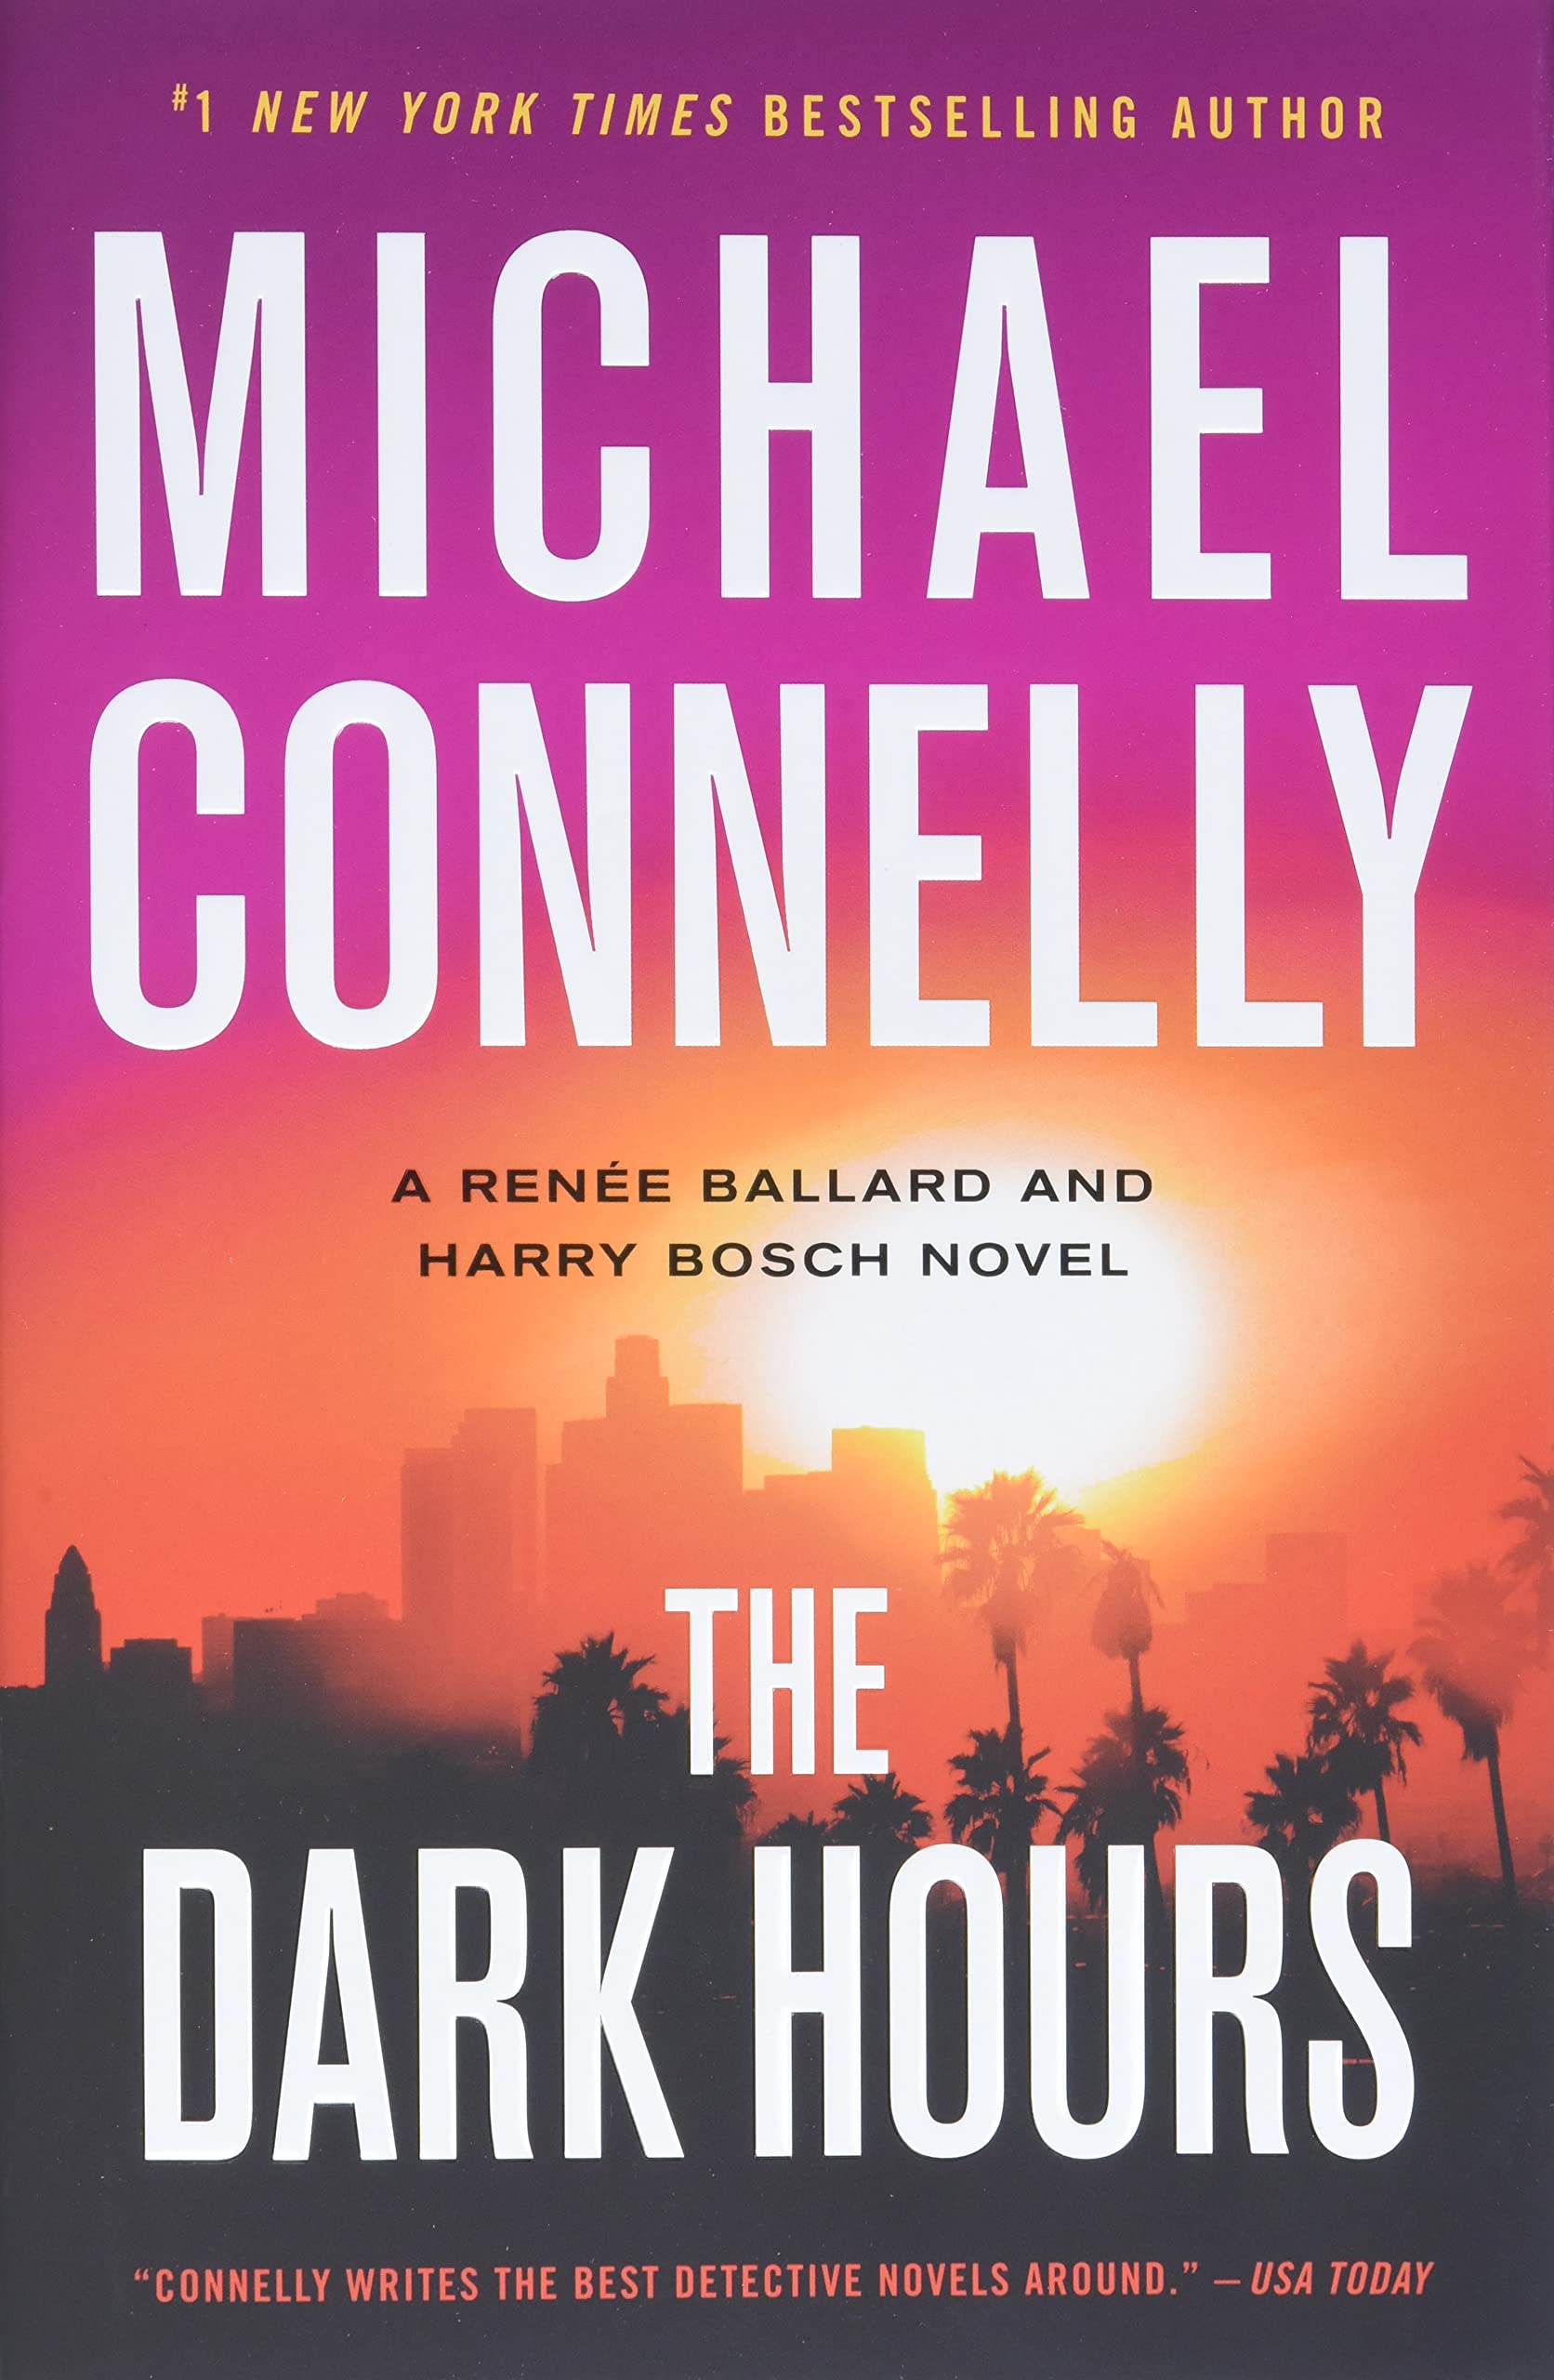 #1 NEW YORK TIMES BESTSELLING AUTHOR
MICHAEL
CONNELLY
A RENÉE BALLARD AND
HARRY BOSCH NOVEL
THE
DARK HOURS
“CONNELLY WRITES THE BEST DETECTIVE NOVELS AROUND.” – USA TODAY